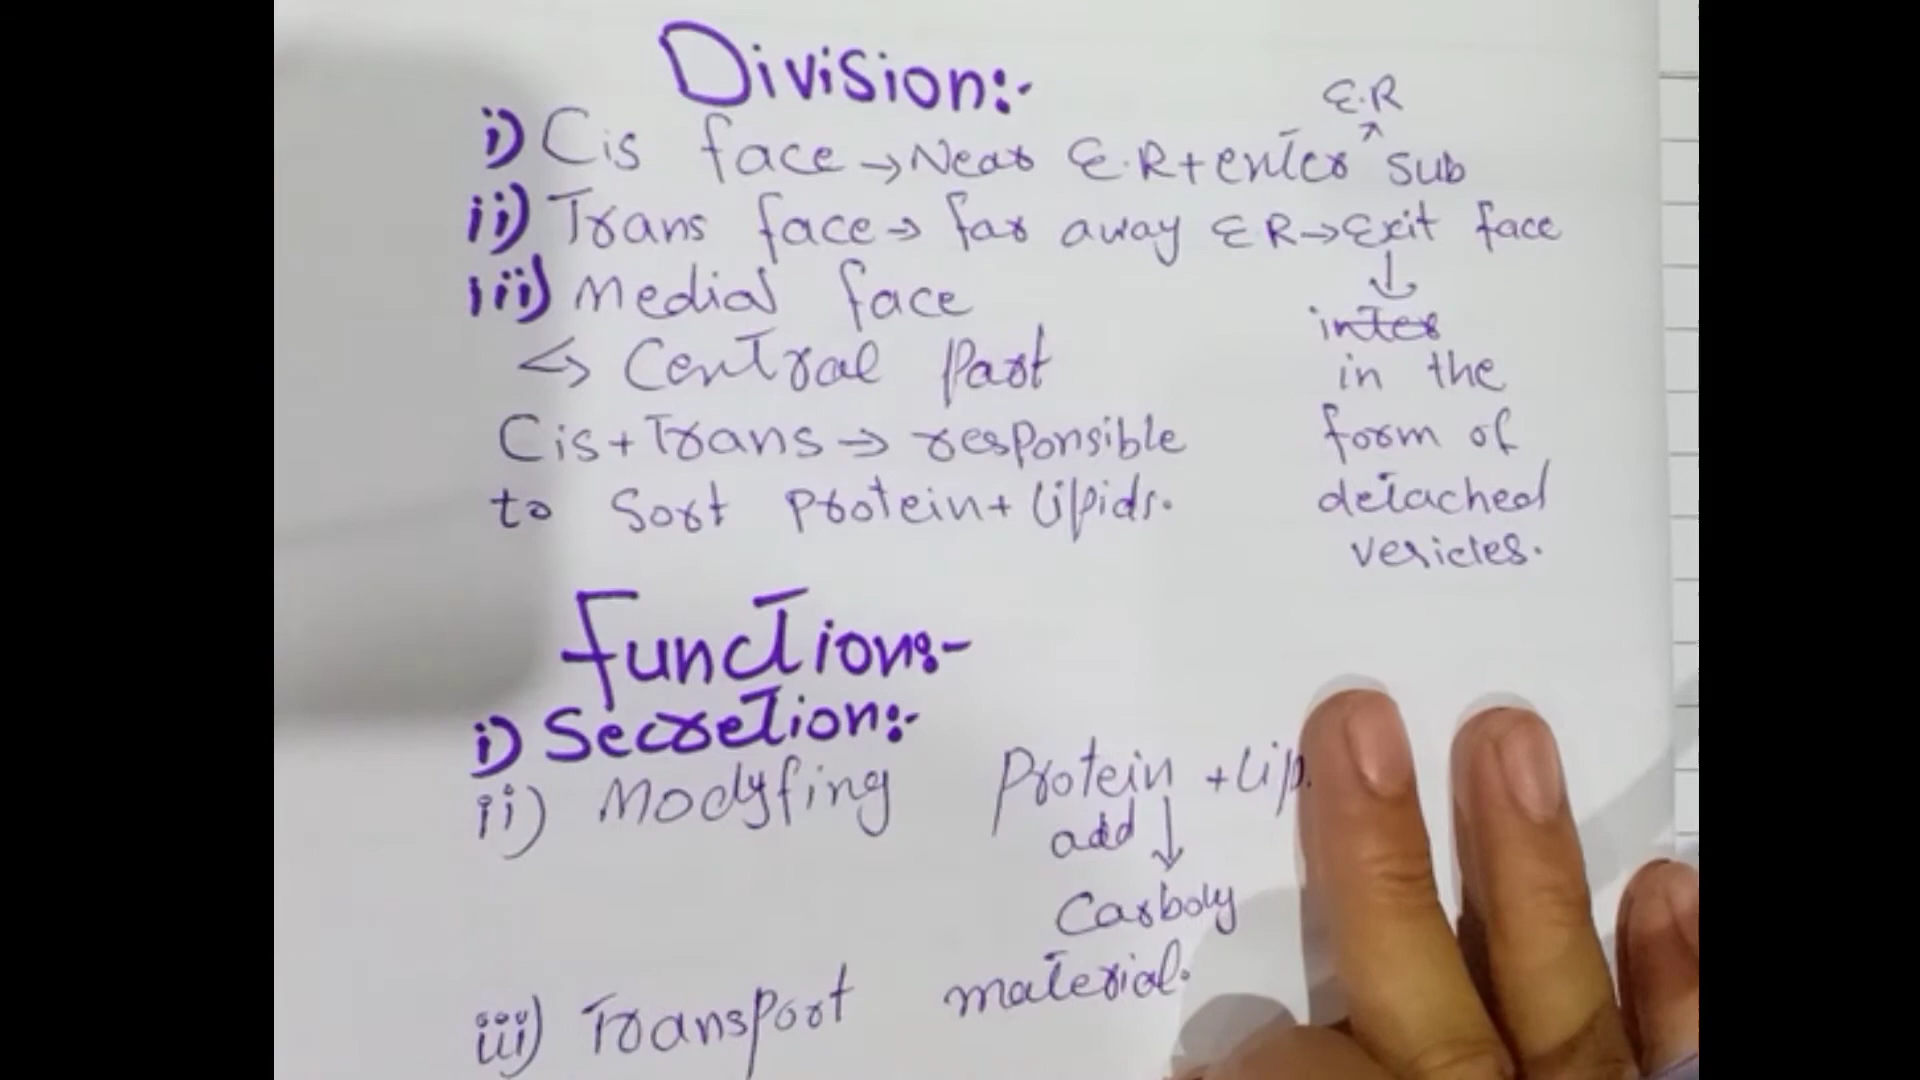 Division:-
E.R
i) Cis face → Near E.R + enter sub
ii) Trans face → far away ER → Exit face
iii) Medial face
inter
↳ Central Part
in the
Cis + Trans → responsible
form of
to Sort Protein + Lipids.
detached
vesicles.
Function:-
i) Secretion:-
ii) Modyfing Protein + Lip.
add ↓
Carbohy
iii) Transport material.